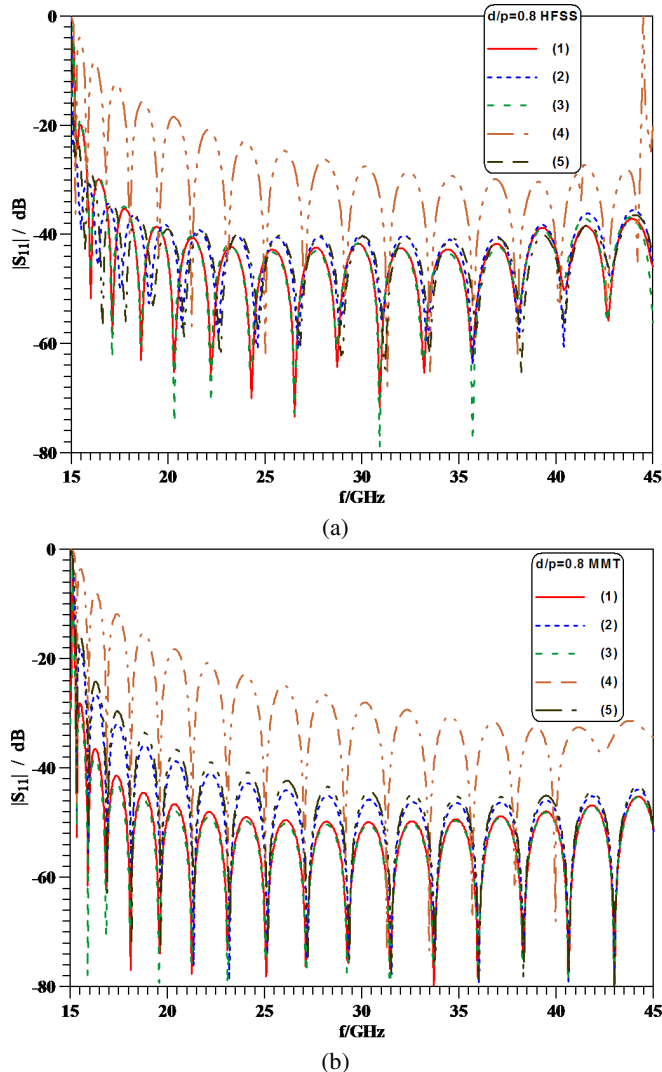 d/p=0.8 HFSS
(1)
(2)
(3)
(4)
(5)
|S11| / dB
0
-20
-40
-60
-80
15 20 25 30 35 40 45
f/GHz
(a)
d/p=0.8 MMT
(1)
(2)
(3)
(4)
(5)
|S11| / dB
0
-20
-40
-60
-80
15 20 25 30 35 40 45
f/GHz
(b)